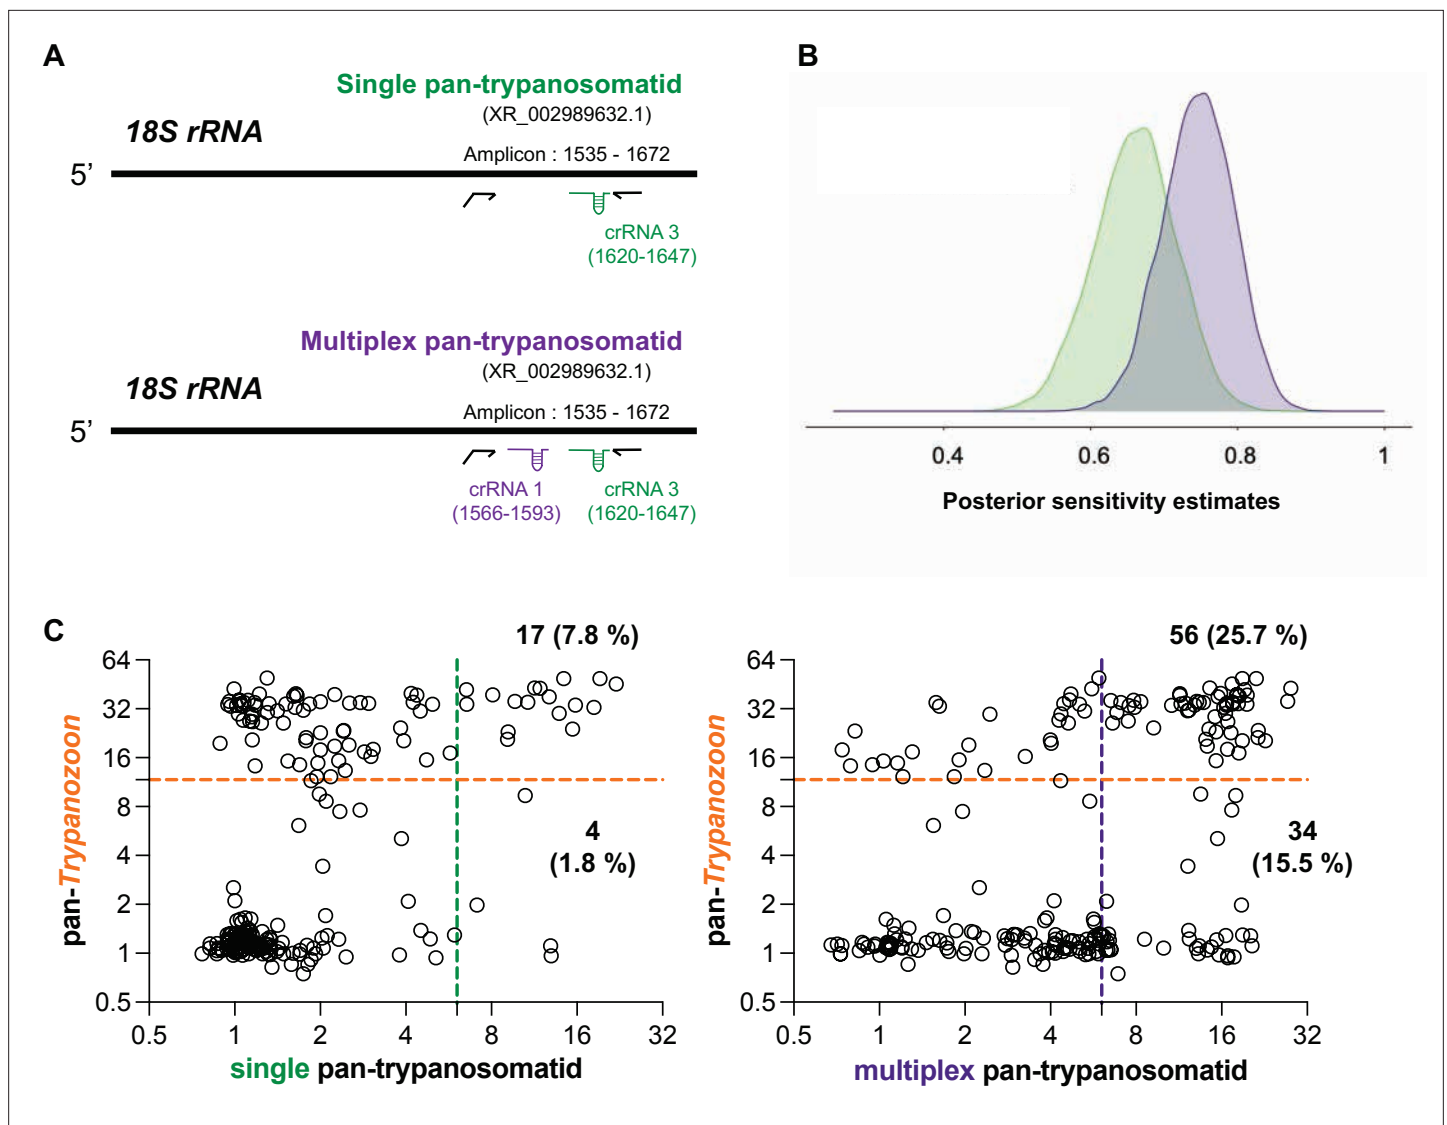 A
Single pan-trypanosomatid
(XR_002989632.1)
18S rRNA
Amplicon : 1535 - 1672
5’
crRNA 3
(1620-1647)
Multiplex pan-trypanosomatid
(XR_002989632.1)
18S rRNA
Amplicon : 1535 - 1672
5’
crRNA 1
(1566-1593)
crRNA 3
(1620-1647)
B
0.4
0.6
0.8
1
Posterior sensitivity estimates
C
17 (7.8 %)
4
(1.8 %)
64
32
16
8
4
2
1
0.5
pan-Trypanozoon
0.5
1
2
4
8
16
32
single pan-trypanosomatid
56 (25.7 %)
34
(15.5 %)
64
32
16
8
4
2
1
0.5
pan-Trypanozoon
0.5
1
2
4
8
16
32
multiplex pan-trypanosomatid